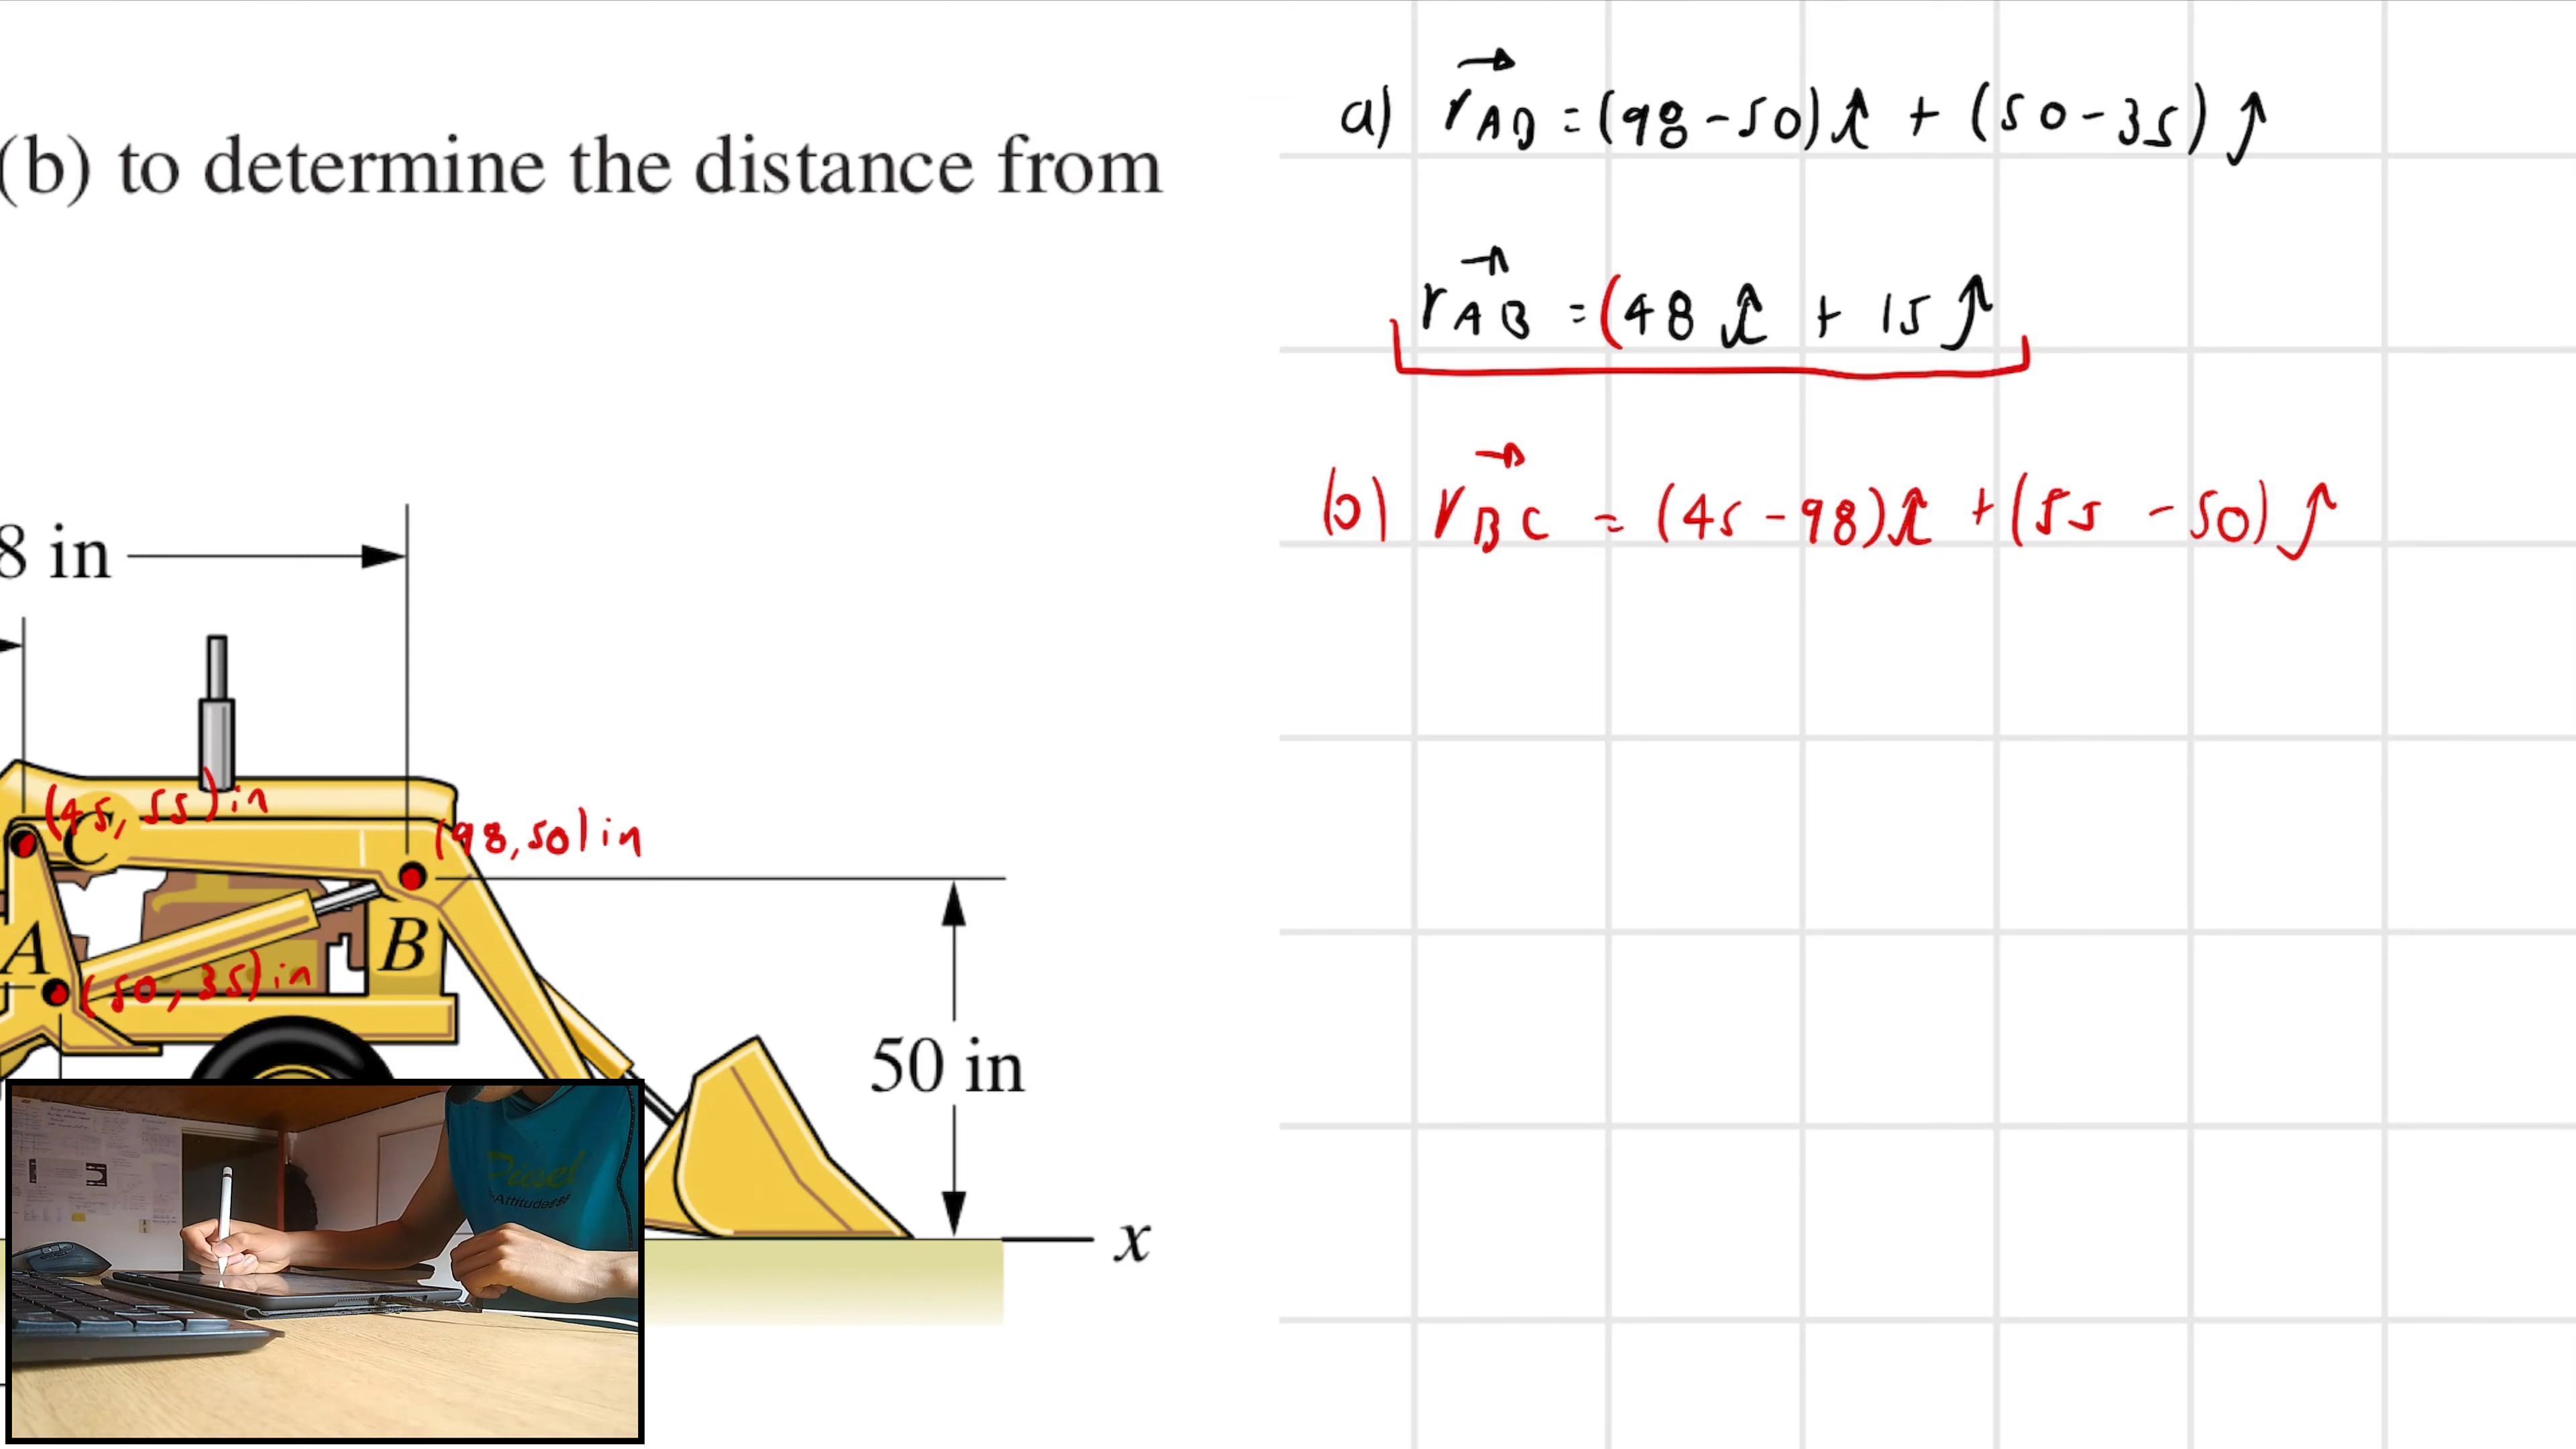 (b) to determine the distance from
8 in
(45, 55) in
C
(98, 50) in
A
B
(50, 35) in
50 in
x
Diesel
a) r⃗AB = (98 - 50) î + (50 - 35) ĵ
r⃗AB = (48 î + 15 ĵ
(b) r⃗BC = (45 - 98) î + (55 - 50) ĵ